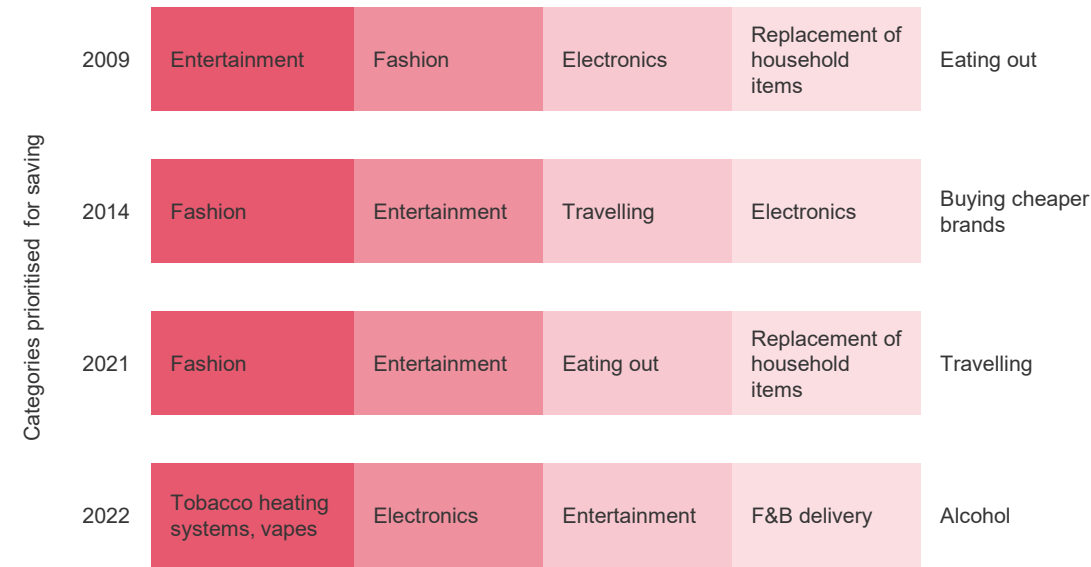 Categories prioritised for saving
2009
Entertainment
Fashion
Electronics
Replacement of
household
items
Eating out
2014
Fashion
Entertainment
Travelling
Electronics
Buying cheaper
brands
2021
Fashion
Entertainment
Eating out
Replacement of
household
items
Travelling
2022
Tobacco heating
systems, vapes
Electronics
Entertainment
F&B delivery
Alcohol